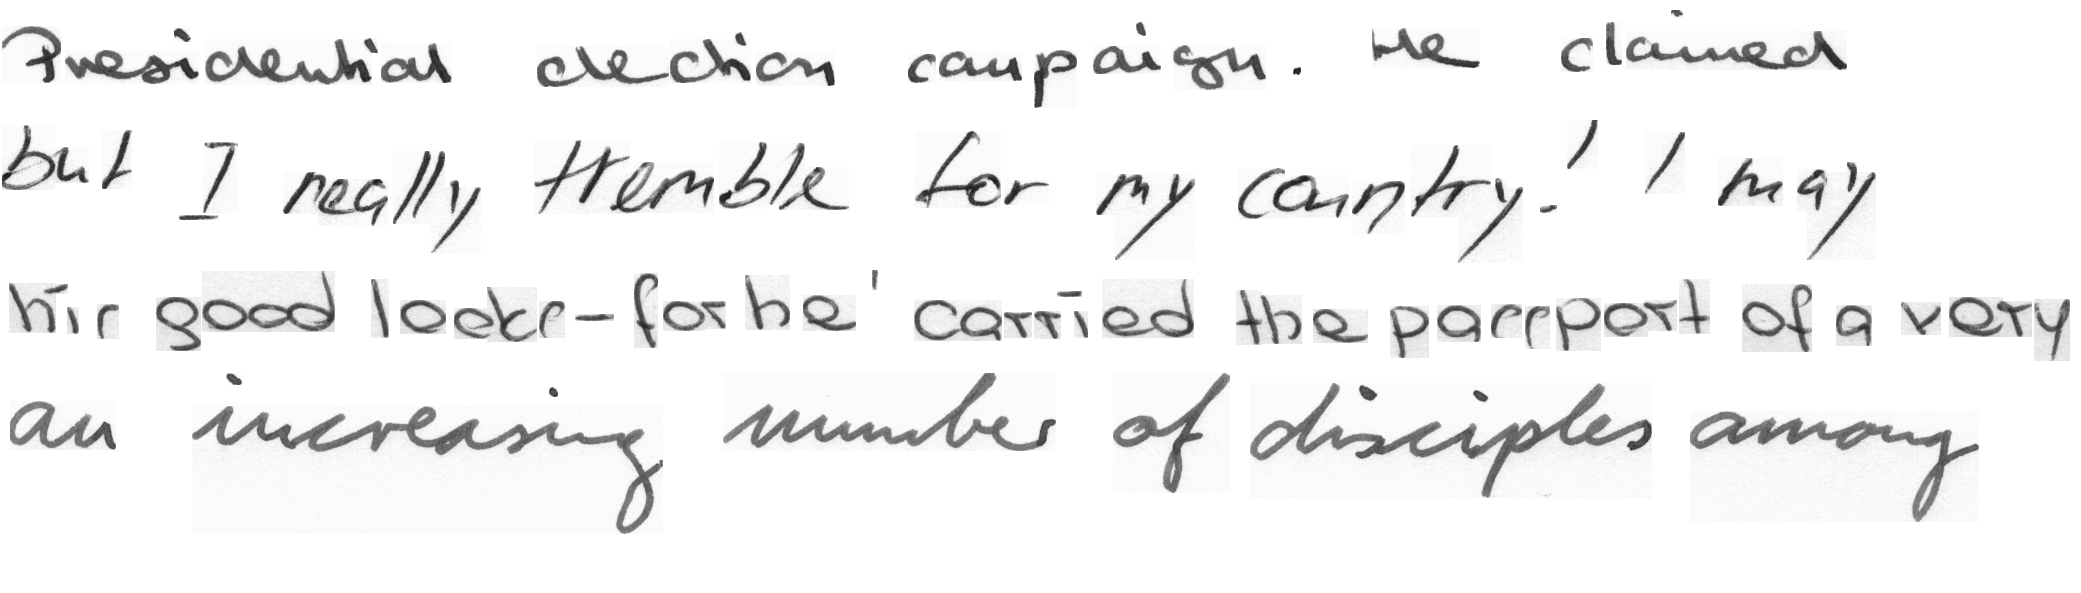 Presidential election campaign. He claimed
but I really tremble for my country.' I may
his good looks-for he' carried the passport of a very
an increasing number of disciples among